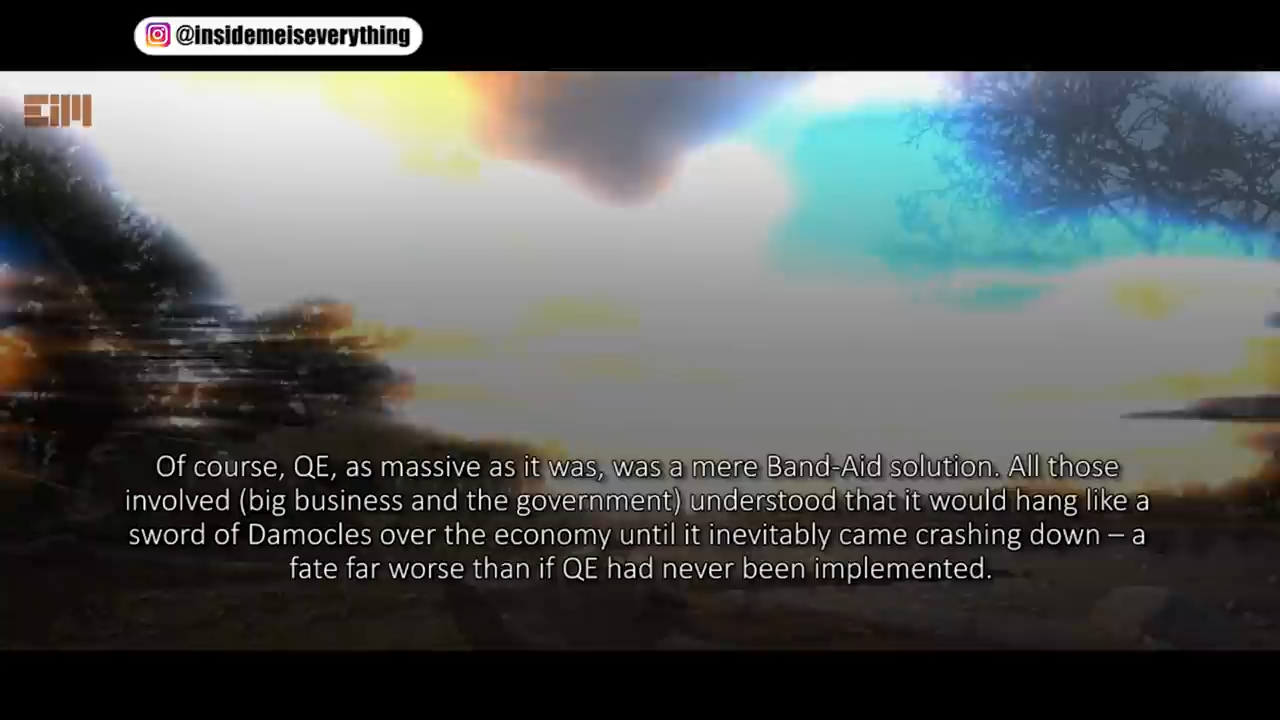 @insidemeiseverything
EiM
Of course, QE, as massive as it was, was a mere Band-Aid solution. All those
involved (big business and the government) understood that it would hang like a
sword of Damocles over the economy until it inevitably came crashing down – a
fate far worse than if QE had never been implemented.